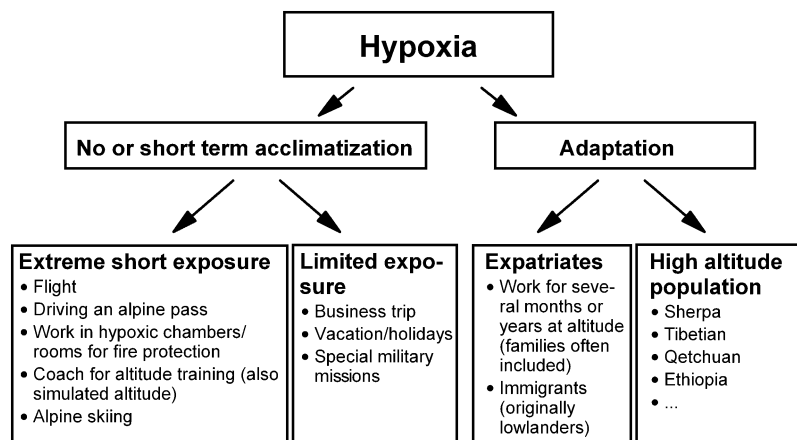 Hypoxia
No or short term acclimatization
Adaptation
Extreme short exposure
• Flight
• Driving an alpine pass
• Work in hypoxic chambers/
rooms for fire protection
• Coach for altitude training (also
simulated altitude)
• Alpine skiing
Limited expo-
sure
• Business trip
• Vacation/holidays
• Special military
missions
Expatriates
• Work for seve-
ral months or
years at altitude
(families often
included)
• Immigrants
(originally
lowlanders)
High altitude
population
• Sherpa
• Tibetian
• Qetchuan
• Ethiopia
• ...